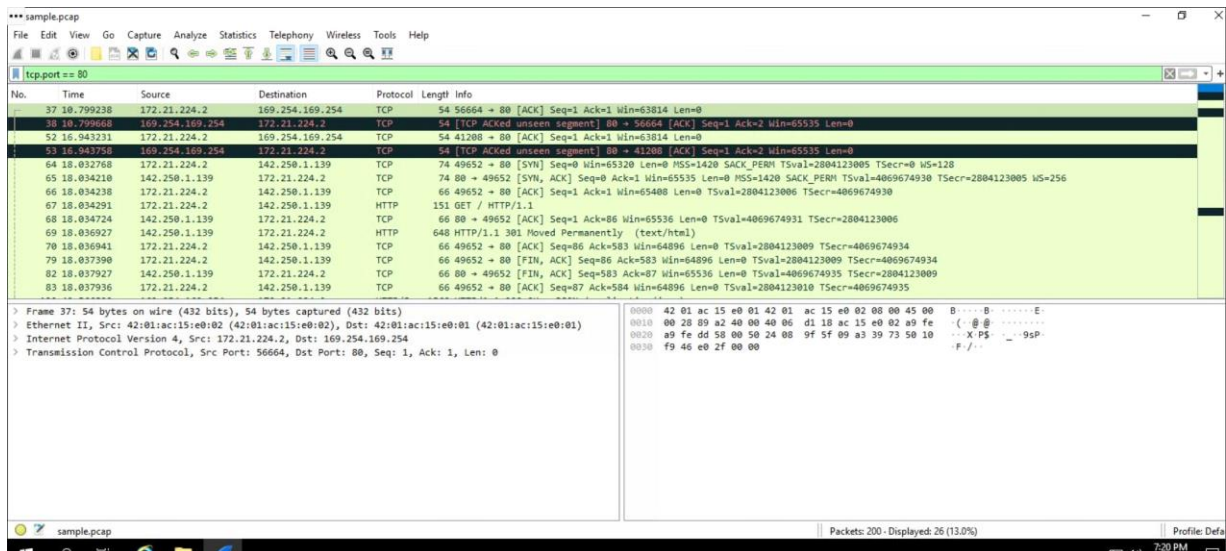 sample.pcap
File Edit View Go Capture Analyze Statistics Telephony Wireless Tools Help
tcp.port == 80
No. Time Source Destination Protocol Length Info
37 10.799238 172.21.224.2 169.254.169.254 TCP 54 56664 → 80 [ACK] Seq=1 Ack=1 Win=63814 Len=0
38 10.799668 169.254.169.254 172.21.224.2 TCP 54 [TCP ACKed unseen segment] 80 → 56664 [ACK] Seq=1 Ack=2 Win=65535 Len=0
52 16.943231 172.21.224.2 169.254.169.254 TCP 54 41208 → 80 [ACK] Seq=1 Ack=1 Win=63814 Len=0
53 16.943758 169.254.169.254 172.21.224.2 TCP 54 [TCP ACKed unseen segment] 80 → 41208 [ACK] Seq=1 Ack=2 Win=65535 Len=0
64 18.032768 172.21.224.2 142.250.1.139 TCP 74 49652 → 80 [SYN] Seq=0 Win=65320 Len=0 MSS=1420 SACK_PERM TSval=2804123005 TSecr=0 WS=128
65 18.034210 142.250.1.139 172.21.224.2 TCP 74 80 → 49652 [SYN, ACK] Seq=0 Ack=1 Win=65535 Len=0 MSS=1420 SACK_PERM TSval=4069674930 TSecr=2804123005 WS=256
66 18.034238 172.21.224.2 142.250.1.139 TCP 66 49652 → 80 [ACK] Seq=1 Ack=1 Win=65408 Len=0 TSval=2804123006 TSecr=4069674930
67 18.034291 172.21.224.2 142.250.1.139 HTTP 151 GET / HTTP/1.1
68 18.034724 142.250.1.139 172.21.224.2 TCP 66 80 → 49652 [ACK] Seq=1 Ack=86 Win=65536 Len=0 TSval=4069674931 TSecr=2804123006
69 18.036927 142.250.1.139 172.21.224.2 HTTP 648 HTTP/1.1 301 Moved Permanently (text/html)
70 18.036941 172.21.224.2 142.250.1.139 TCP 66 49652 → 80 [ACK] Seq=86 Ack=583 Win=64896 Len=0 TSval=2804123009 TSecr=4069674934
79 18.037390 172.21.224.2 142.250.1.139 TCP 66 49652 → 80 [FIN, ACK] Seq=86 Ack=583 Win=64896 Len=0 TSval=2804123009 TSecr=4069674934
82 18.037927 142.250.1.139 172.21.224.2 TCP 66 80 → 49652 [FIN, ACK] Seq=583 Ack=87 Win=65536 Len=0 TSval=4069674935 TSecr=2804123009
83 18.037936 172.21.224.2 142.250.1.139 TCP 66 49652 → 80 [ACK] Seq=87 Ack=584 Win=64896 Len=0 TSval=2804123010 TSecr=4069674935
> Frame 37: 54 bytes on wire (432 bits), 54 bytes captured (432 bits)
> Ethernet II, Src: 42:01:ac:15:e0:02 (42:01:ac:15:e0:02), Dst: 42:01:ac:15:e0:01 (42:01:ac:15:e0:01)
> Internet Protocol Version 4, Src: 172.21.224.2, Dst: 169.254.169.254
> Transmission Control Protocol, Src Port: 56664, Dst Port: 80, Seq: 1, Ack: 1, Len: 0
0000 42 01 ac 15 e0 01 42 01 ac 15 e0 02 08 00 45 00 B·····B· ······E·
0010 00 28 89 a2 40 00 40 06 d1 18 ac 15 e0 02 a9 fe ·(··@·@· ········
0020 a9 fe dd 58 00 50 24 08 9f 5f 09 a3 39 73 50 10 ···X·P$· ·_··9sP·
0030 f9 46 e0 2f 00 00 ·F·/··
sample.pcap
Packets: 200 · Displayed: 26 (13.0%)
Profile: Defa
7:20 PM